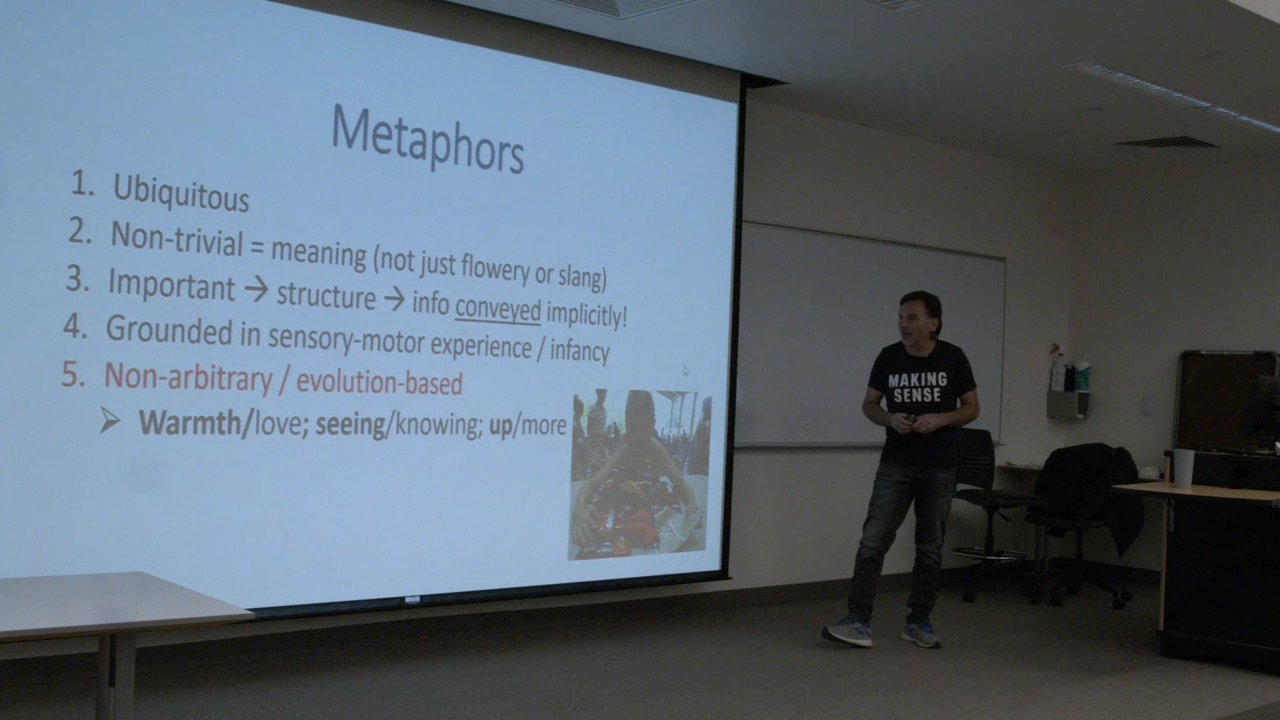 Metaphors
1. Ubiquitous
2. Non-trivial = meaning (not just flowery or slang)
3. Important → structure → info conveyed implicitly!
4. Grounded in sensory-motor experience / infancy
5. Non-arbitrary / evolution-based
➢ Warmth/love; seeing/knowing; up/more
MAKING
SENSE